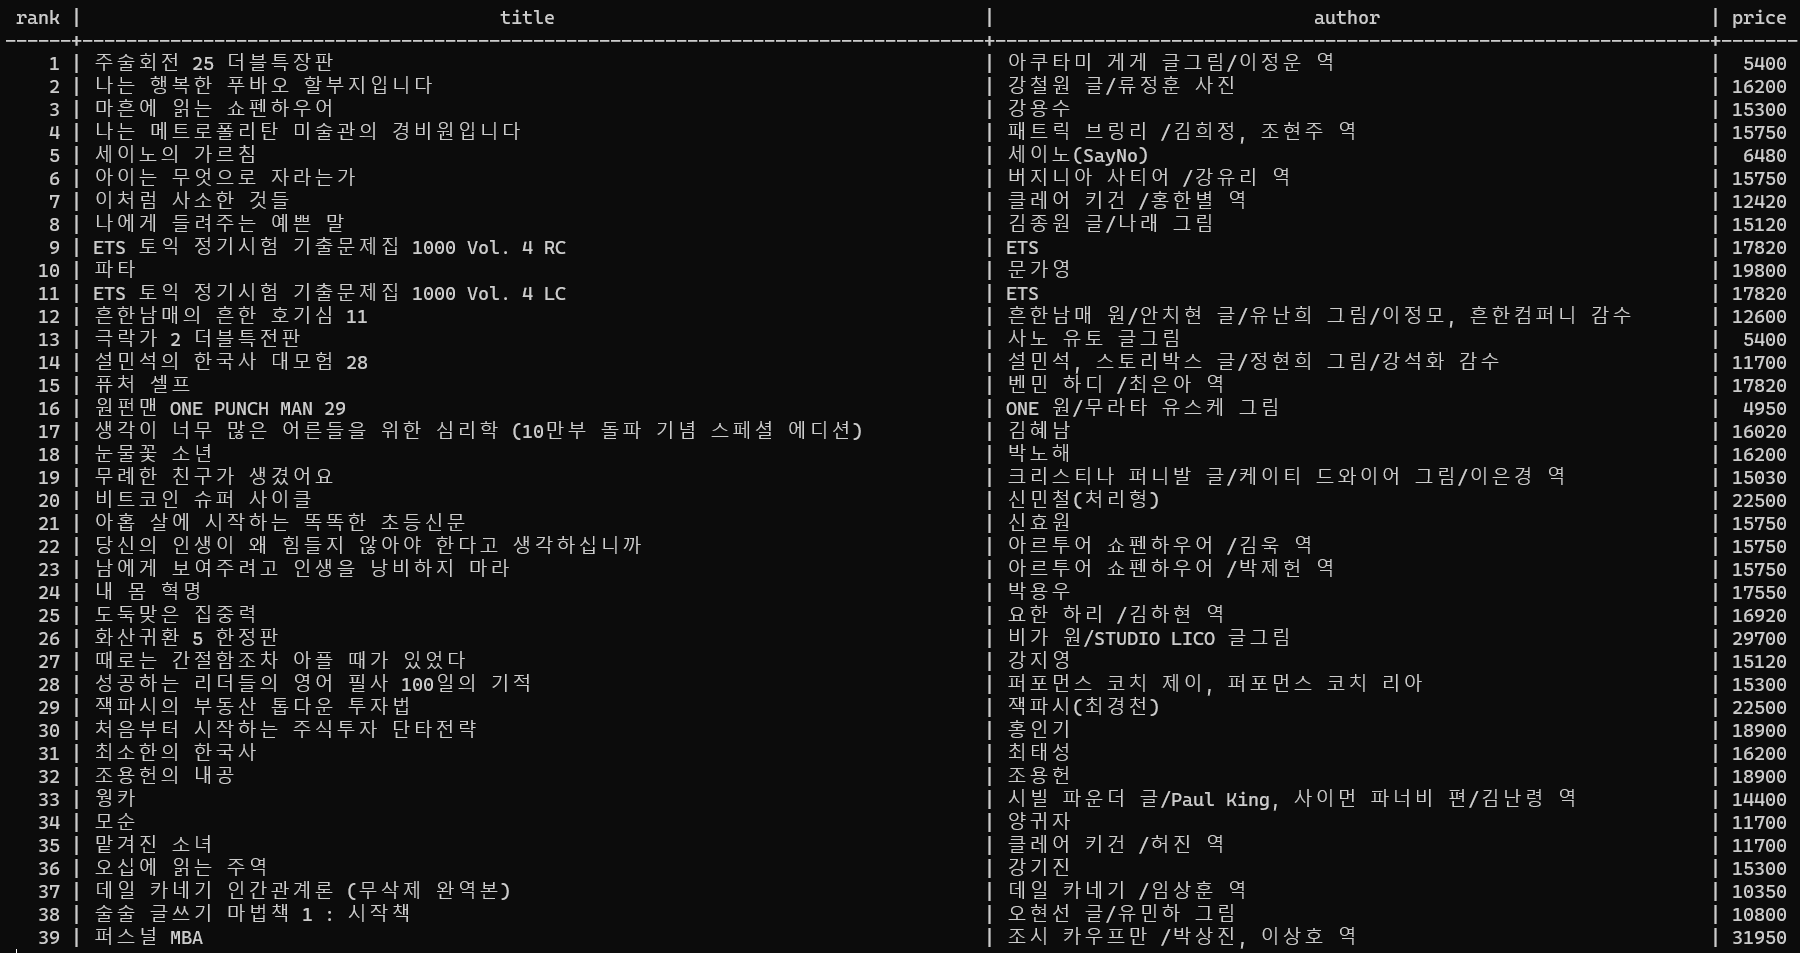 rank | title | author | price
1 | 주술회전 25 더블특장판 | 아쿠타미 게게 글그림/이정운 역 | 5400
2 | 나는 행복한 푸바오 할부지입니다 | 강철원 글/류정훈 사진 | 16200
3 | 마흔에 읽는 쇼펜하우어 | 강용수 | 15300
4 | 나는 메트로폴리탄 미술관의 경비원입니다 | 패트릭 브링리 /김희정, 조현주 역 | 15750
5 | 세이노의 가르침 | 세이노(SayNo) | 6480
6 | 아이는 무엇으로 자라는가 | 버지니아 사티어 /강유리 역 | 15750
7 | 이처럼 사소한 것들 | 클레어 키건 /홍한별 역 | 12420
8 | 나에게 들려주는 예쁜 말 | 김종원 글/나래 그림 | 15120
9 | ETS 토익 정기시험 기출문제집 1000 Vol. 4 RC | ETS | 17820
10 | 파타 | 문가영 | 19800
11 | ETS 토익 정기시험 기출문제집 1000 Vol. 4 LC | ETS | 17820
12 | 흔한남매의 흔한 호기심 11 | 흔한남매 원/안치현 글/유난희 그림/이정모, 흔한컴퍼니 감수 | 12600
13 | 극락가 2 더블특전판 | 사노 유토 글그림 | 5400
14 | 설민석의 한국사 대모험 28 | 설민석, 스토리박스 글/정현희 그림/강석화 감수 | 11700
15 | 퓨처 셀프 | 벤민 하디 /최은아 역 | 17820
16 | 원펀맨 ONE PUNCH MAN 29 | ONE 원/무라타 유스케 그림 | 4950
17 | 생각이 너무 많은 어른들을 위한 심리학 (10만부 돌파 기념 스페셜 에디션) | 김혜남 | 16020
18 | 눈물꽃 소년 | 박노해 | 16200
19 | 무례한 친구가 생겼어요 | 크리스티나 퍼니발 글/케이티 드와이어 그림/이은경 역 | 15030
20 | 비트코인 슈퍼 사이클 | 신민철(처리형) | 22500
21 | 아홉 살에 시작하는 똑똑한 초등신문 | 신효원 | 15750
22 | 당신의 인생이 왜 힘들지 않아야 한다고 생각하십니까 | 아르투어 쇼펜하우어 /김욱 역 | 15750
23 | 남에게 보여주려고 인생을 낭비하지 마라 | 아르투어 쇼펜하우어 /박제헌 역 | 15750
24 | 내 몸 혁명 | 박용우 | 17550
25 | 도둑맞은 집중력 | 요한 하리 /김하현 역 | 16920
26 | 화산귀환 5 한정판 | 비가 원/STUDIO LICO 글그림 | 29700
27 | 때로는 간절함조차 아플 때가 있었다 | 강지영 | 15120
28 | 성공하는 리더들의 영어 필사 100일의 기적 | 퍼포먼스 코치 제이, 퍼포먼스 코치 리아 | 15300
29 | 잭파시의 부동산 톱다운 투자법 | 잭파시(최경천) | 22500
30 | 처음부터 시작하는 주식투자 단타전략 | 홍인기 | 18900
31 | 최소한의 한국사 | 최태성 | 16200
32 | 조용헌의 내공 | 조용헌 | 18900
33 | 웡카 | 시빌 파운더 글/Paul King, 사이먼 파너비 편/김난령 역 | 14400
34 | 모순 | 양귀자 | 11700
35 | 맡겨진 소녀 | 클레어 키건 /허진 역 | 11700
36 | 오십에 읽는 주역 | 강기진 | 15300
37 | 데일 카네기 인간관계론 (무삭제 완역본) | 데일 카네기 /임상훈 역 | 10350
38 | 술술 글쓰기 마법책 1 : 시작책 | 오현선 글/유민하 그림 | 10800
39 | 퍼스널 MBA | 조시 카우프만 /박상진, 이상호 역 | 31950